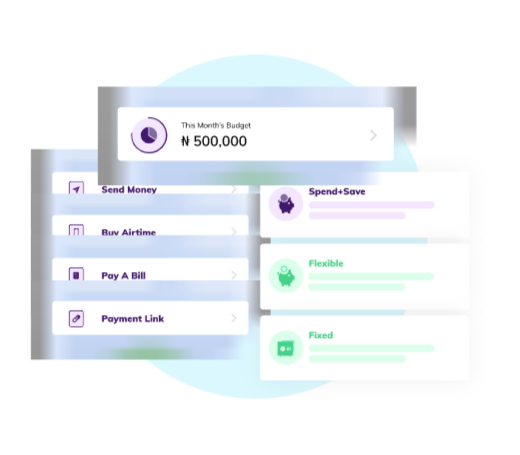 This Month's Budget
₦ 500,000
Send Money
Buy Airtime
Pay A Bill
Payment Link
Spend+Save
Flexible
Fixed